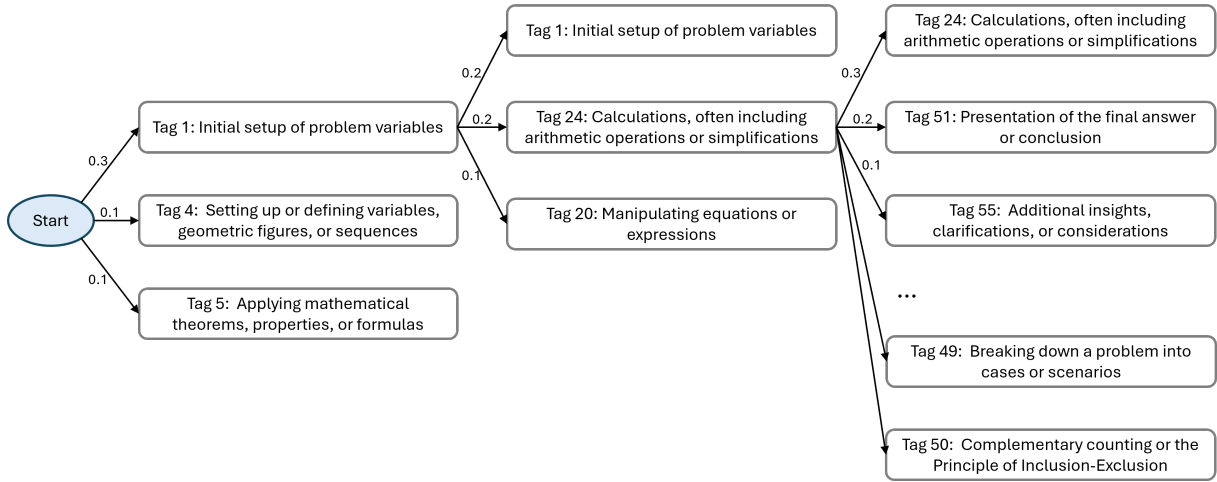 Start
0.3
0.1
0.1
Tag 1: Initial setup of problem variables
Tag 4:  Setting up or defining variables,
geometric figures, or sequences
Tag 5:  Applying mathematical
theorems, properties, or formulas
0.2
0.2
0.1
Tag 1: Initial setup of problem variables
Tag 24: Calculations, often including
arithmetic operations or simplifications
Tag 20: Manipulating equations or
expressions
0.3
0.2
0.1
Tag 24: Calculations, often including
arithmetic operations or simplifications
Tag 51: Presentation of the final answer
or conclusion
Tag 55:  Additional insights,
clarifications, or considerations
...
Tag 49:  Breaking down a problem into
cases or scenarios
Tag 50:  Complementary counting or the
Principle of Inclusion-Exclusion